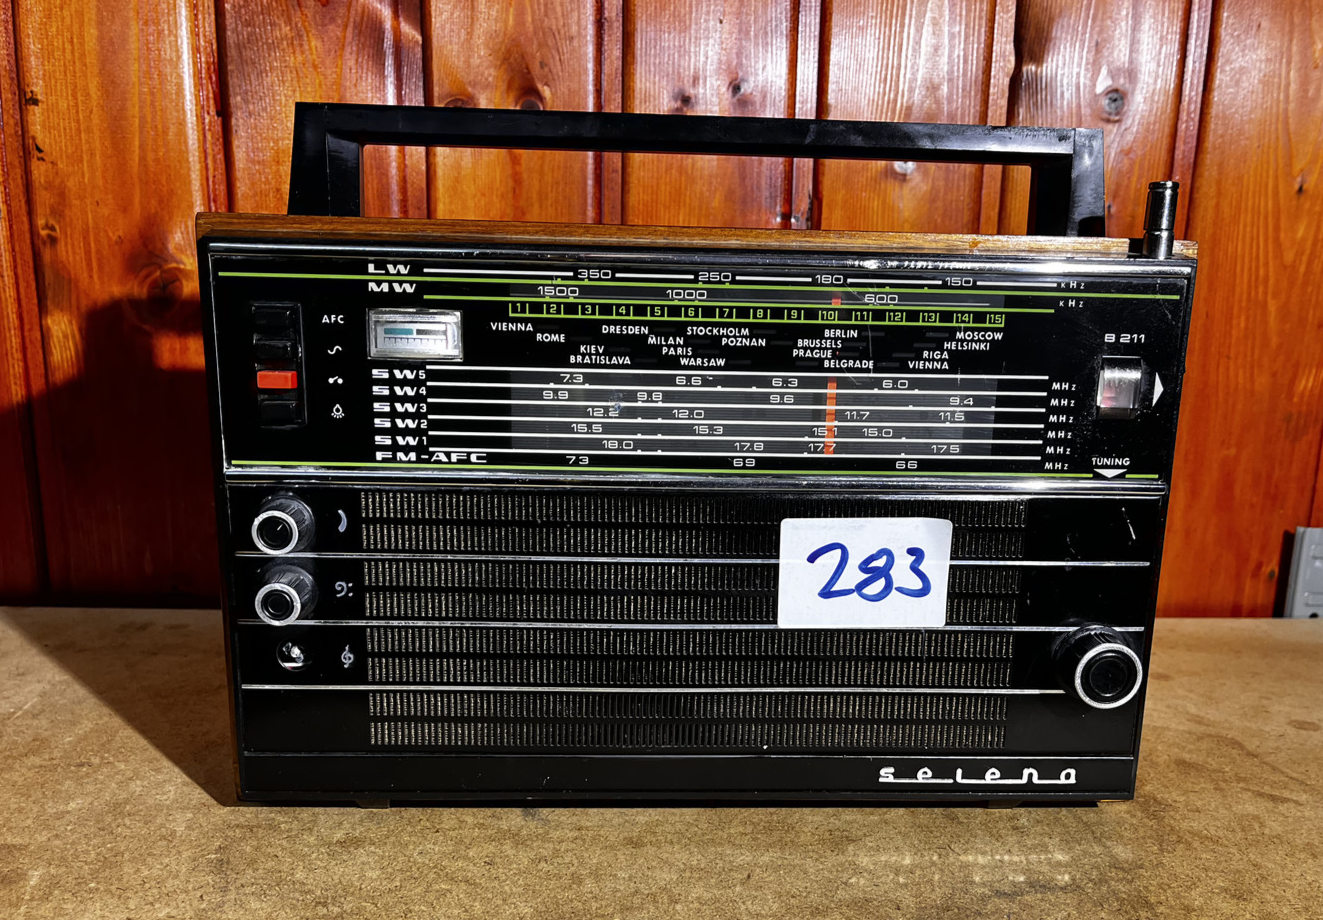 LW 350 250 180 150 kHz
MW 1500 1000 600 kHz
1 2 3 4 5 6 7 8 9 10 11 12 13 14 15
AFC
VIENNA DRESDEN STOCKHOLM BERLIN MOSCOW
ROME MILAN POZNAN BRUSSELS HELSINKI
KIEV PARIS PRAGUE RIGA
BRATISLAVA WARSAW BELGRADE VIENNA
B 211
SW5 7.3 6.6 6.3 6.0 MHz
SW4 9.9 9.8 9.6 9.4 MHz
SW3 12.2 12.0 11.7 11.5 MHz
SW2 15.5 15.3 15.1 15.0 MHz
SW1 18.0 17.8 17.7 17.5 MHz
FM-AFC 73 69 66 MHz
TUNING
283
selena